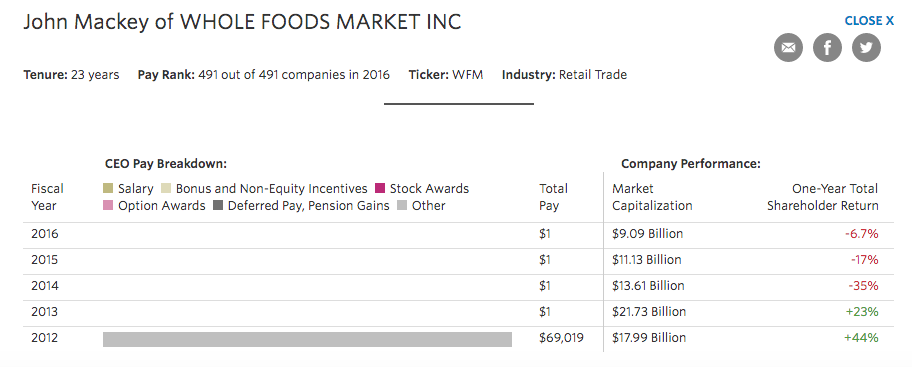 John Mackey of WHOLE FOODS MARKET INC
CLOSE X
Tenure: 23 years Pay Rank: 491 out of 491 companies in 2016 Ticker: WFM Industry: Retail Trade
CEO Pay Breakdown: Company Performance:
Fiscal Year Salary Bonus and Non-Equity Incentives Stock Awards Option Awards Deferred Pay, Pension Gains Other Total Pay Market Capitalization One-Year Total Shareholder Return
2016 $1 $9.09 Billion -6.7%
2015 $1 $11.13 Billion -17%
2014 $1 $13.61 Billion -35%
2013 $1 $21.73 Billion +23%
2012 $69,019 $17.99 Billion +44%